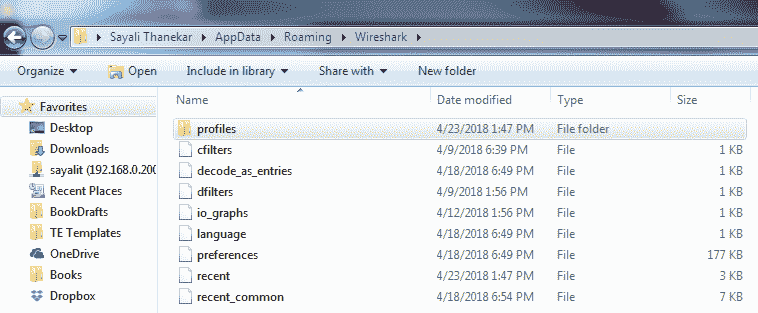 Sayali Thanekar AppData Roaming Wireshark
Organize Open Include in library Share with New folder
Favorites
Desktop
Downloads
sayalit (192.168.0.200
Recent Places
BookDrafts
TE Templates
OneDrive
Books
Dropbox
Name Date modified Type Size
profiles 4/23/2018 1:47 PM File folder
cfilters 4/9/2018 6:39 PM File 1 KB
decode_as_entries 4/18/2018 6:49 PM File 1 KB
dfilters 4/9/2018 1:56 PM File 1 KB
io_graphs 4/12/2018 1:56 PM File 1 KB
language 4/18/2018 6:49 PM File 1 KB
preferences 4/18/2018 6:49 PM File 177 KB
recent 4/23/2018 1:47 PM File 3 KB
recent_common 4/18/2018 6:54 PM File 7 KB